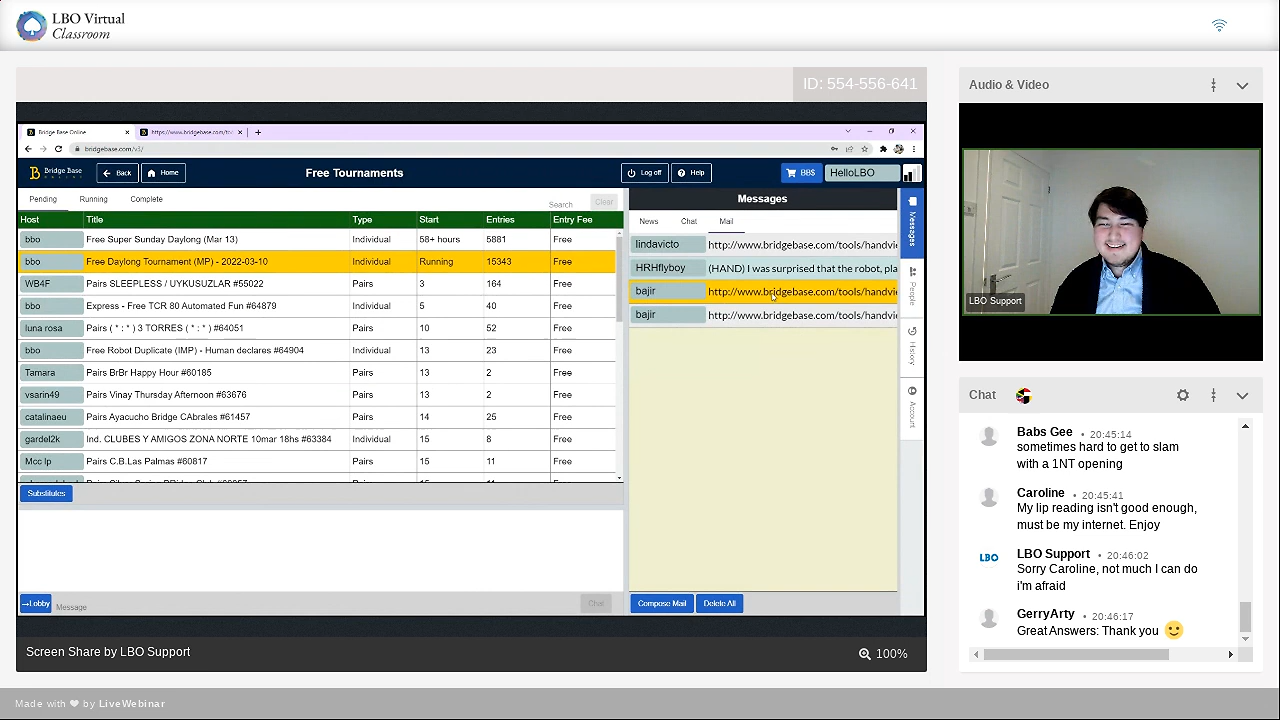 LBO Virtual
Classroom
ID: 554-556-641
Bridge Base Online
https://www.bridgebase.com/too
bridgebase.com/v3/
Bridge Base
ONLINE
Back
Home
Free Tournaments
Log off
Help
BB$
HelloLBO
Pending
Running
Complete
Search
Clear
Host Title Type Start Entries Entry Fee
bbo Free Super Sunday Daylong (Mar 13) Individual 58+ hours 5881 Free
bbo Free Daylong Tournament (MP) - 2022-03-10 Individual Running 15343 Free
WB4F Pairs SLEEPLESS / UYKUSUZLAR #55022 Pairs 3 164 Free
bbo Express - Free TCR 80 Automated Fun #64879 Individual 5 40 Free
luna rosa Pairs ( * : * ) 3 TORRES ( * : * ) #64051 Pairs 10 52 Free
bbo Free Robot Duplicate (IMP) - Human declares #64904 Individual 13 23 Free
Tamara Pairs BrBr Happy Hour #60185 Pairs 13 2 Free
vsarin49 Pairs Vinay Thursday Afternoon #63676 Pairs 13 2 Free
catalinaeu Pairs Ayacucho Bridge CAbrales #61457 Pairs 14 25 Free
gardel2k Ind. CLUBES Y AMIGOS ZONA NORTE 10mar 18hs #63384 Individual 15 8 Free
Mcc lp Pairs C.B.Las Palmas #60817 Pairs 15 11 Free
Substitutes
→Lobby
Message
Chat
Messages
News
Chat
Mail
lindavicto http://www.bridgebase.com/tools/handvi
HRHflyboy (HAND) I was surprised that the robot, pla
bajir http://www.bridgebase.com/tools/handvi
bajir http://www.bridgebase.com/tools/handvi
Compose Mail
Delete All
Messages
People
History
Account
Screen Share by LBO Support
100%
Audio & Video
LBO Support
Chat
Babs Gee • 20:45:14
sometimes hard to get to slam
with a 1NT opening
Caroline • 20:45:41
My lip reading isn't good enough,
must be my internet. Enjoy
LBO
LBO Support • 20:46:02
Sorry Caroline, not much I can do
i'm afraid
GerryArty • 20:46:17
Great Answers: Thank you 🙂
Made with ♥ by LiveWebinar